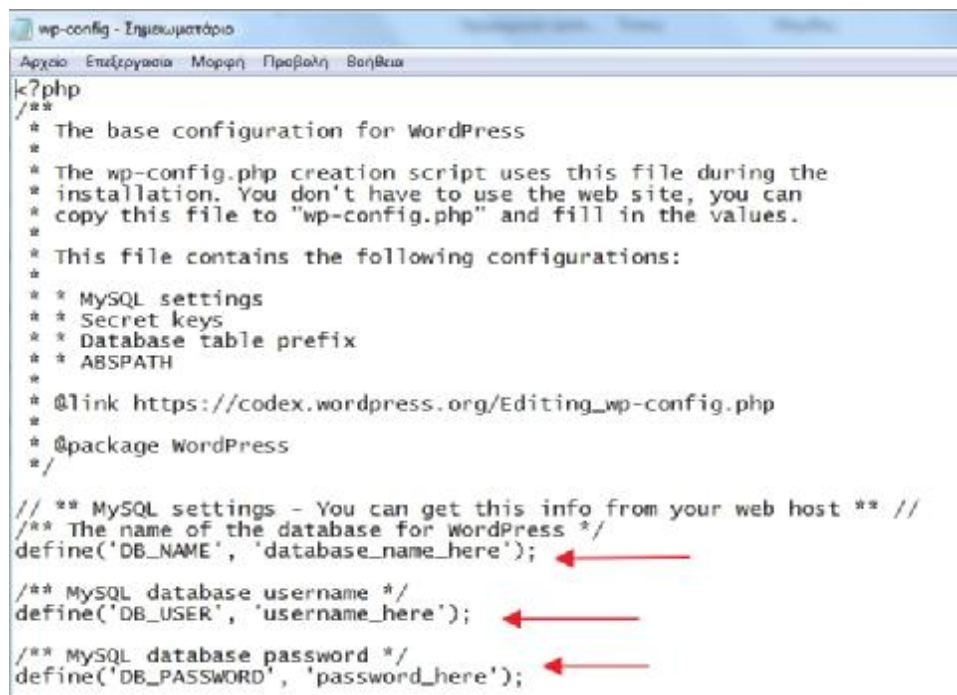 wp-config - Σημειωματάριο
Αρχείο Επεξεργασία Μορφή Προβολή Βοήθεια
<?php
/**
 * The base configuration for WordPress
 *
 * The wp-config.php creation script uses this file during the
 * installation. You don't have to use the web site, you can
 * copy this file to "wp-config.php" and fill in the values.
 *
 * This file contains the following configurations:
 *
 * * MySQL settings
 * * Secret keys
 * * Database table prefix
 * * ABSPATH
 *
 * @link https://codex.wordpress.org/Editing_wp-config.php
 *
 * @package WordPress
 */
// ** MySQL settings - You can get this info from your web host ** //
/** The name of the database for WordPress */
define('DB_NAME', 'database_name_here');
/** MySQL database username */
define('DB_USER', 'username_here');
/** MySQL database password */
define('DB_PASSWORD', 'password_here');